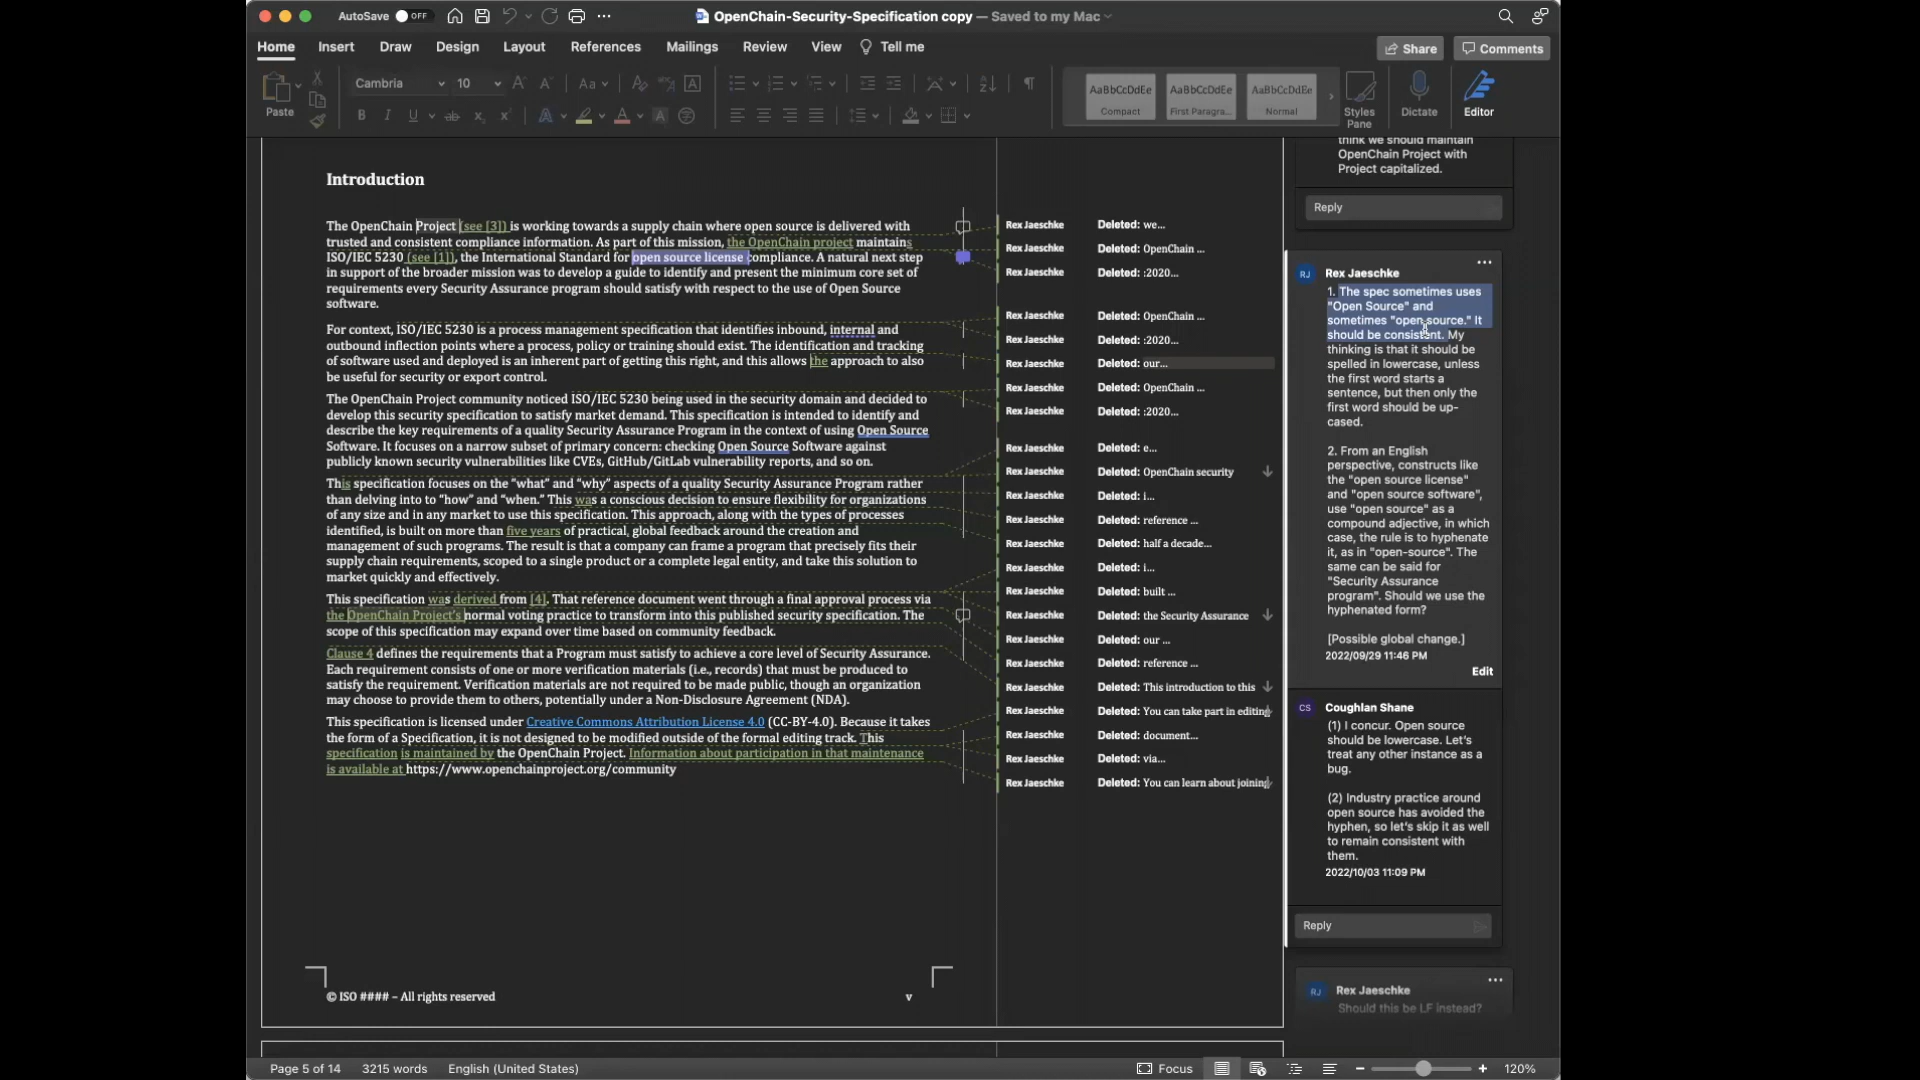 AutoSave OFF
OpenChain-Security-Specification copy — Saved to my Mac
Home Insert Draw Design Layout References Mailings Review View Tell me
Share Comments
Paste
Cambria 10
AaBbCcDdEe AaBbCcDdEe AaBbCcDdEe
Compact First Paragra... Normal
Styles Pane
Dictate
Editor
Introduction
The OpenChain Project (see [3]) is working towards a supply chain where open source is delivered with
trusted and consistent compliance information. As part of this mission, the OpenChain project maintains
ISO/IEC 5230 (see [1]), the International Standard for open source license compliance. A natural next step
in support of the broader mission was to develop a guide to identify and present the minimum core set of
requirements every Security Assurance program should satisfy with respect to the use of Open Source
software.
For context, ISO/IEC 5230 is a process management specification that identifies inbound, internal and
outbound inflection points where a process, policy or training should exist. The identification and tracking
of software used and deployed is an inherent part of getting this right, and this allows the approach to also
be useful for security or export control.
The OpenChain Project community noticed ISO/IEC 5230 being used in the security domain and decided to
develop this security specification to satisfy market demand. This specification is intended to identify and
describe the key requirements of a quality Security Assurance Program in the context of using Open Source
Software. It focuses on a narrow subset of primary concern: checking Open Source Software against
publicly known security vulnerabilities like CVEs, GitHub/GitLab vulnerability reports, and so on.
This specification focuses on the “what” and “why” aspects of a quality Security Assurance Program rather
than delving into to “how” and “when.” This was a conscious decision to ensure flexibility for organizations
of any size and in any market to use this specification. This approach, along with the types of processes
identified, is built on more than five years of practical, global feedback around the creation and
management of such programs. The result is that a company can frame a program that precisely fits their
supply chain requirements, scoped to a single product or a complete legal entity, and take this solution to
market quickly and effectively.
This specification was derived from [4]. That reference document went through a final approval process via
the OpenChain Project's normal voting practice to transform into this published security specification. The
scope of this specification may expand over time based on community feedback.
Clause 4 defines the requirements that a Program must satisfy to achieve a core level of Security Assurance.
Each requirement consists of one or more verification materials (i.e., records) that must be produced to
satisfy the requirement. Verification materials are not required to be made public, though an organization
may choose to provide them to others, potentially under a Non-Disclosure Agreement (NDA).
This specification is licensed under Creative Commons Attribution License 4.0 (CC-BY-4.0). Because it takes
the form of a Specification, it is not designed to be modified outside of the formal editing track. This
specification is maintained by the OpenChain Project. Information about participation in that maintenance
is available at https://www.openchainproject.org/community
© ISO #### – All rights reserved v
Rex Jaeschke Deleted: we...
Rex Jaeschke Deleted: OpenChain ...
Rex Jaeschke Deleted: :2020...
Rex Jaeschke Deleted: OpenChain ...
Rex Jaeschke Deleted: :2020...
Rex Jaeschke Deleted: our...
Rex Jaeschke Deleted: OpenChain ...
Rex Jaeschke Deleted: :2020...
Rex Jaeschke Deleted: e...
Rex Jaeschke Deleted: OpenChain security
Rex Jaeschke Deleted: i...
Rex Jaeschke Deleted: reference ...
Rex Jaeschke Deleted: half a decade...
Rex Jaeschke Deleted: i...
Rex Jaeschke Deleted: built ...
Rex Jaeschke Deleted: the Security Assurance
Rex Jaeschke Deleted: our ...
Rex Jaeschke Deleted: reference ...
Rex Jaeschke Deleted: This introduction to this
Rex Jaeschke Deleted: You can take part in editing
Rex Jaeschke Deleted: document...
Rex Jaeschke Deleted: via...
Rex Jaeschke Deleted: You can learn about joining
think we should maintain
OpenChain Project with
Project capitalized.
Reply
RJ Rex Jaeschke
1. The spec sometimes uses
"Open Source" and
sometimes "open source." It
should be consistent. My
thinking is that it should be
spelled in lowercase, unless
the first word starts a
sentence, but then only the
first word should be up-
cased.
2. From an English
perspective, constructs like
the "open source license"
and "open source software",
use "open source" as a
compound adjective, in which
case, the rule is to hyphenate
it, as in "open-source". The
same can be said for
"Security Assurance
program". Should we use the
hyphenated form?
[Possible global change.]
2022/09/29 11:46 PM
Edit
CS Coughlan Shane
(1) I concur. Open source
should be lowercase. Let's
treat any other instance as a
bug.
(2) Industry practice around
open source has avoided the
hyphen, so let's skip it as well
to remain consistent with
them.
2022/10/03 11:09 PM
Reply
RJ Rex Jaeschke
Should this be LF instead?
Page 5 of 14 3215 words English (United States) Focus 120%